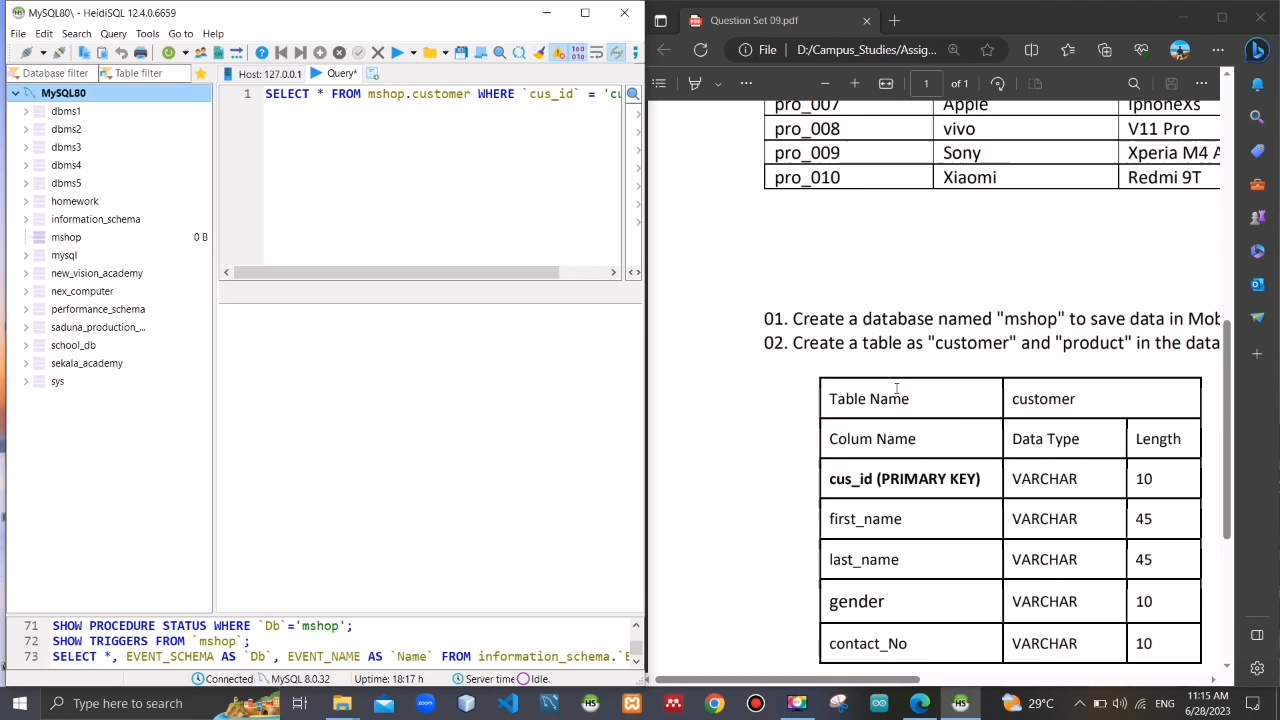 MySQL80\ - HeidiSQL 12.4.0.6659
File Edit Search Query Tools Go to Help
Database filter Table filter
Host: 127.0.0.1 Query*
MySQL80
dbms1
dbms2
dbms3
dbms4
dbms5
homework
information_schema
mshop 0 B
mysql
new_vision_academy
nex_computer
performance_schema
saduna_production_...
school_db
sekala_academy
sys
1 SELECT * FROM mshop.customer WHERE `cus_id` = 'cu
71 SHOW PROCEDURE STATUS WHERE `Db`='mshop';
72 SHOW TRIGGERS FROM `mshop`;
73 SELECT *, EVENT_SCHEMA AS `Db`, EVENT_NAME AS `Name` FROM information_schema.`E
Connected MySQL 8.0.32 Uptime: 18:17 h Server time Idle.
Question Set 09.pdf
File D:/Campus_Studies/Assig...
1 of 1
pro_007 Apple IphoneXs
pro_008 vivo V11 Pro
pro_009 Sony Xperia M4 A
pro_010 Xiaomi Redmi 9T
01. Create a database named "mshop" to save data in Mob
02. Create a table as "customer" and "product" in the data
Table Name customer
Colum Name Data Type Length
cus_id (PRIMARY KEY) VARCHAR 10
first_name VARCHAR 45
last_name VARCHAR 45
gender VARCHAR 10
contact_No VARCHAR 10
Type here to search
29°C
ENG
11:15 AM
6/28/2023